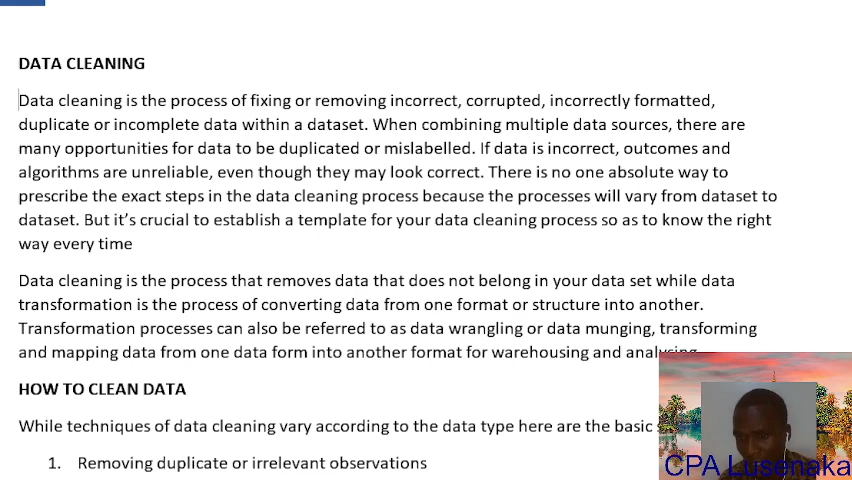 DATA CLEANING
Data cleaning is the process of fixing or removing incorrect, corrupted, incorrectly formatted,
duplicate or incomplete data within a dataset. When combining multiple data sources, there are
many opportunities for data to be duplicated or mislabelled. If data is incorrect, outcomes and
algorithms are unreliable, even though they may look correct. There is no one absolute way to
prescribe the exact steps in the data cleaning process because the processes will vary from dataset to
dataset. But it's crucial to establish a template for your data cleaning process so as to know the right
way every time
Data cleaning is the process that removes data that does not belong in your data set while data
transformation is the process of converting data from one format or structure into another.
Transformation processes can also be referred to as data wrangling or data munging, transforming
and mapping data from one data form into another format for warehousing and analysing
HOW TO CLEAN DATA
While techniques of data cleaning vary according to the data type here are the basic
1. Removing duplicate or irrelevant observations
CPA Lusenaka